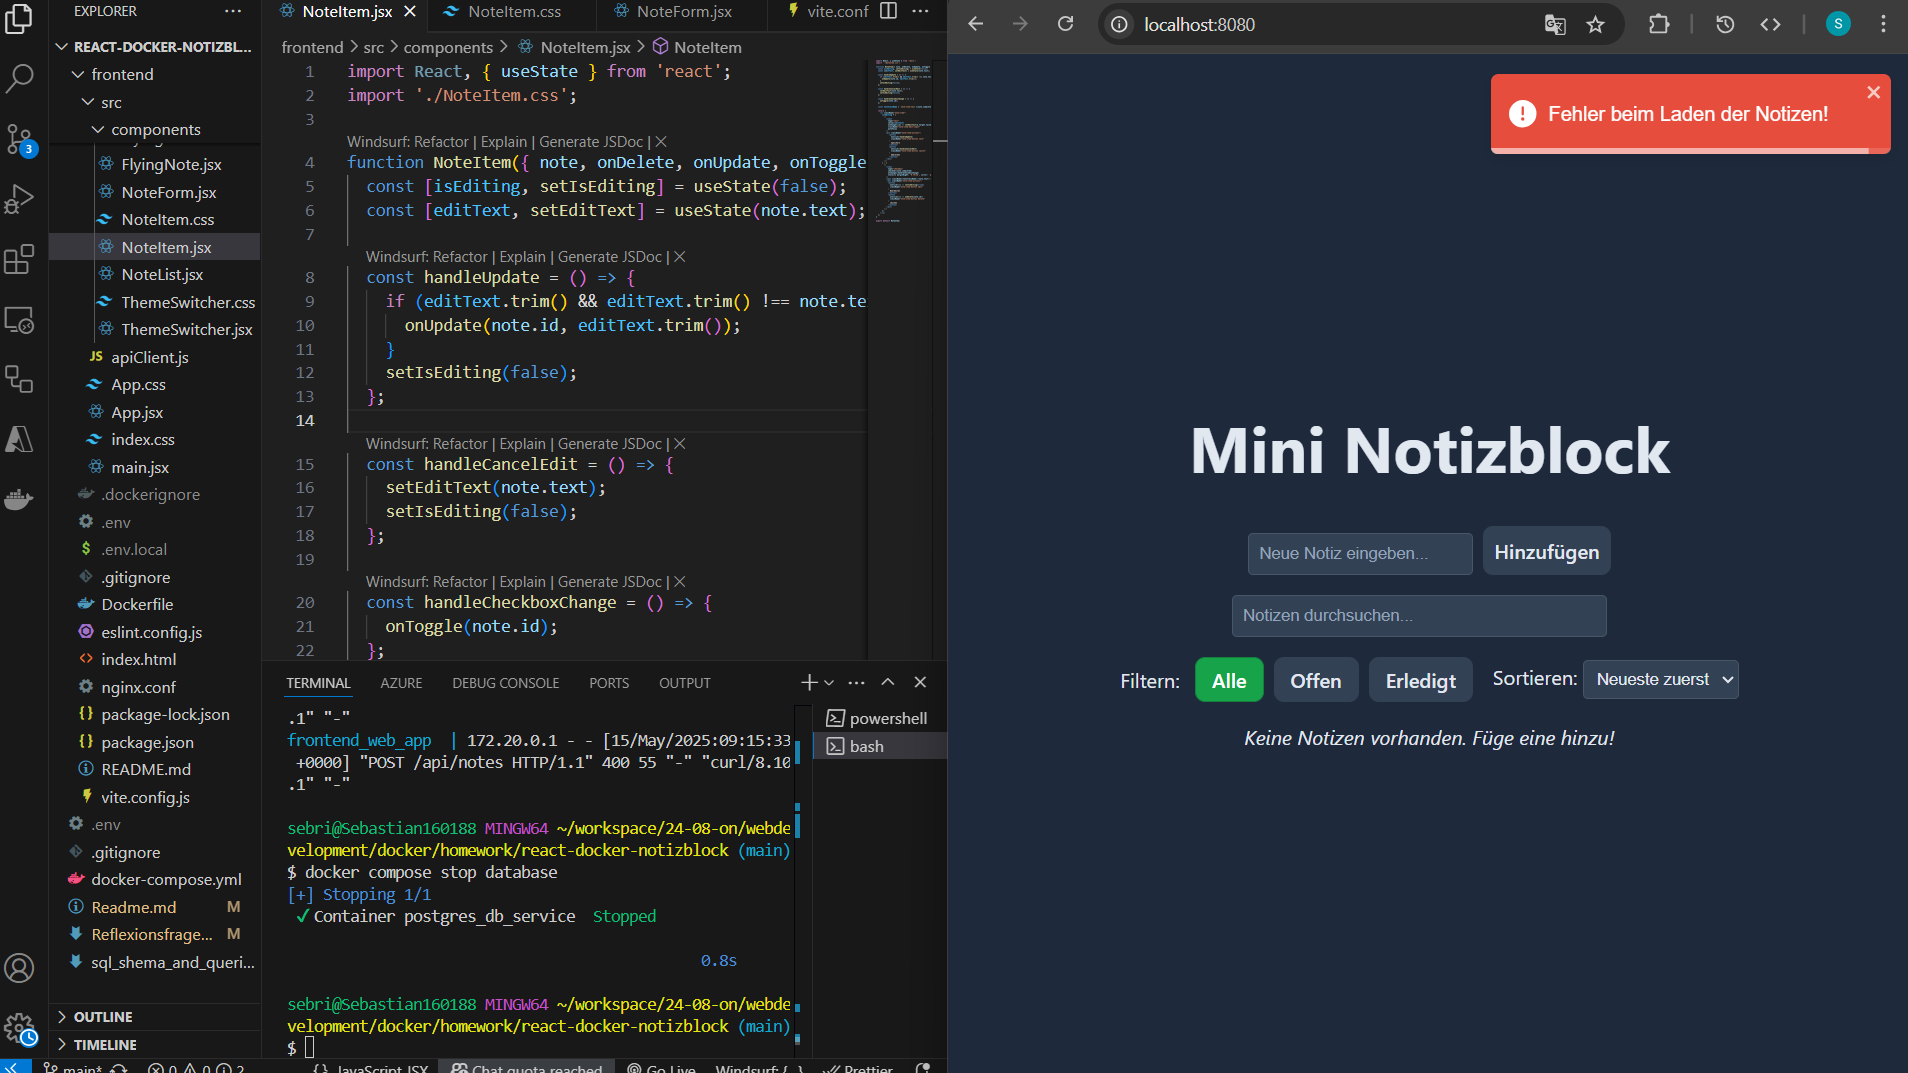 EXPLORER
REACT-DOCKER-NOTIZBL...
frontend
src
components
FlyingNote.jsx
NoteForm.jsx
NoteItem.css
NoteItem.jsx
NoteList.jsx
ThemeSwitcher.css
ThemeSwitcher.jsx
JS apiClient.js
App.css
App.jsx
index.css
main.jsx
.dockerignore
.env
$ .env.local
.gitignore
Dockerfile
eslint.config.js
index.html
nginx.conf
{} package-lock.json
{} package.json
README.md
vite.config.js
.env
.gitignore
docker-compose.yml
Readme.md M
Reflexionsfrage... M
sql_shema_and_queri...
OUTLINE
TIMELINE
3
NoteItem.jsx
NoteItem.css
NoteForm.jsx
vite.conf
frontend > src > components > NoteItem.jsx > NoteItem
1 import React, { useState } from 'react';
2 import './NoteItem.css';
3
Windsurf: Refactor | Explain | Generate JSDoc | X
4 function NoteItem({ note, onDelete, onUpdate, onToggle
5 const [isEditing, setIsEditing] = useState(false);
6 const [editText, setEditText] = useState(note.text);
7
Windsurf: Refactor | Explain | Generate JSDoc | X
8 const handleUpdate = () => {
9 if (editText.trim() && editText.trim() !== note.te
10 onUpdate(note.id, editText.trim());
11 }
12 setIsEditing(false);
13 };
14
Windsurf: Refactor | Explain | Generate JSDoc | X
15 const handleCancelEdit = () => {
16 setEditText(note.text);
17 setIsEditing(false);
18 };
19
Windsurf: Refactor | Explain | Generate JSDoc | X
20 const handleCheckboxChange = () => {
21 onToggle(note.id);
22 };
TERMINAL AZURE DEBUG CONSOLE PORTS OUTPUT
.1" "-"
frontend_web_app | 172.20.0.1 - - [15/May/2025:09:15:33
+0000] "POST /api/notes HTTP/1.1" 400 55 "-" "curl/8.10
.1" "-"
sebri@Sebastian160188 MINGW64 ~/workspace/24-08-on/webde
velopment/docker/homework/react-docker-notizblock (main)
$ docker compose stop database
[+] Stopping 1/1
✓ Container postgres_db_service Stopped
0.8s
sebri@Sebastian160188 MINGW64 ~/workspace/24-08-on/webde
velopment/docker/homework/react-docker-notizblock (main)
$
powershell
bash
main* 0 0 2 {} JavaScript JSX Chat quota reached Go Live Windsurf: {..} Prettier
localhost:8080
S
Fehler beim Laden der Notizen!
Mini Notizblock
Neue Notiz eingeben... Hinzufügen
Notizen durchsuchen...
Filtern: Alle Offen Erledigt Sortieren: Neueste zuerst
Keine Notizen vorhanden. Füge eine hinzu!